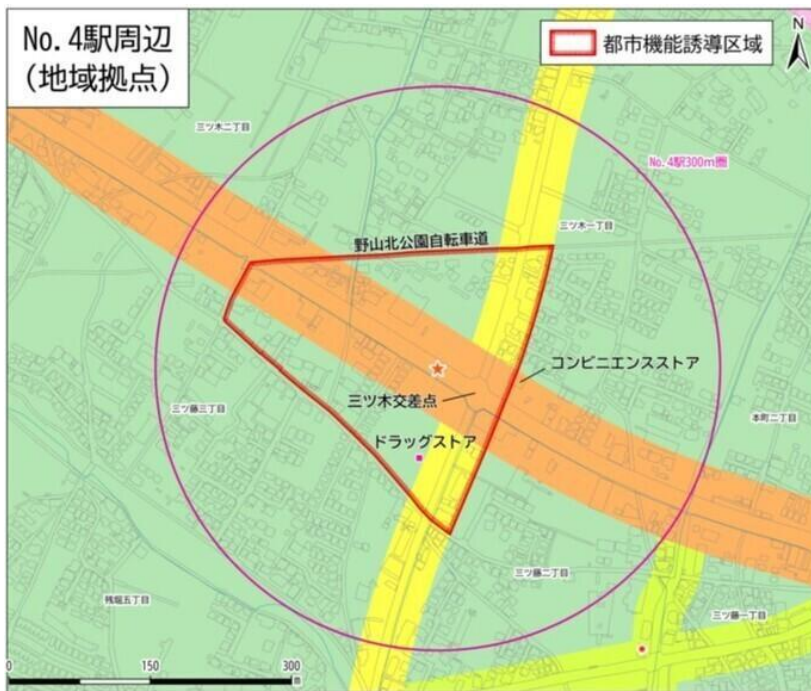 No.4駅周辺
(地域拠点)
都市機能誘導区域
N
三ツ木二丁目
No.4駅300m圏
三ツ木一丁目
野山北公園自転車道
コンビニエンスストア
三ツ木交差点
三ツ藤三丁目
本町二丁目
ドラッグストア
三ツ藤二丁目
残堀五丁目
三ツ藤一丁目
0 150 300
m